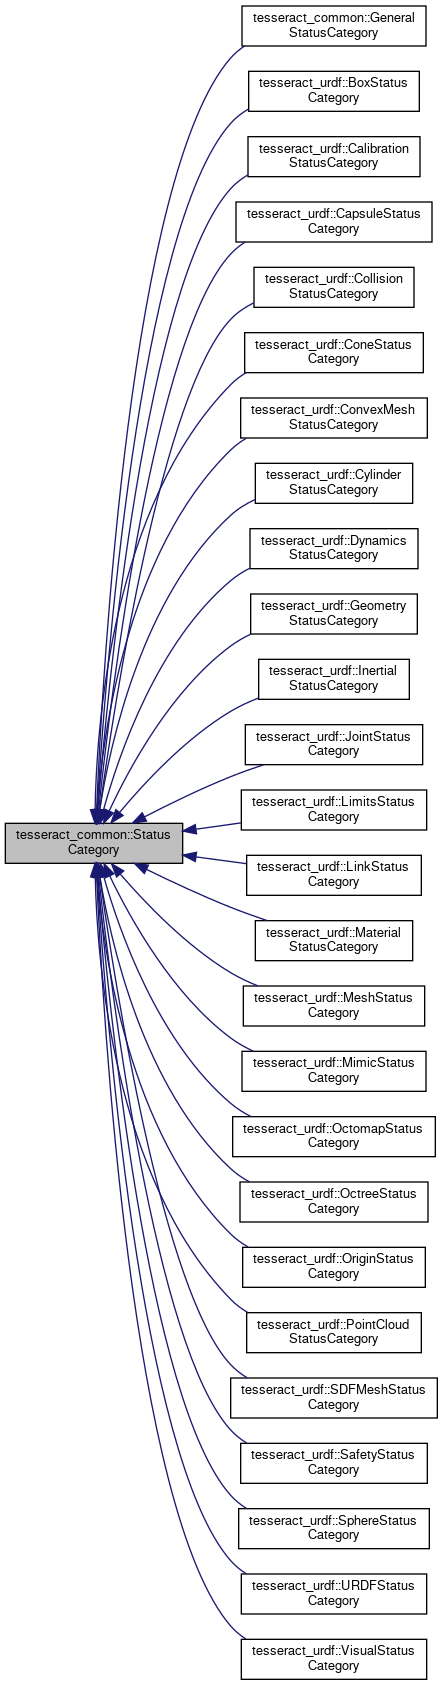 tesseract_common::General
StatusCategory
tesseract_urdf::BoxStatus
Category
tesseract_urdf::Calibration
StatusCategory
tesseract_urdf::CapsuleStatus
Category
tesseract_urdf::Collision
StatusCategory
tesseract_urdf::ConeStatus
Category
tesseract_urdf::ConvexMesh
StatusCategory
tesseract_urdf::Cylinder
StatusCategory
tesseract_urdf::Dynamics
StatusCategory
tesseract_urdf::Geometry
StatusCategory
tesseract_urdf::Inertial
StatusCategory
tesseract_urdf::JointStatus
Category
tesseract_urdf::LimitsStatus
Category
tesseract_common::Status
Category
tesseract_urdf::LinkStatus
Category
tesseract_urdf::Material
StatusCategory
tesseract_urdf::MeshStatus
Category
tesseract_urdf::MimicStatus
Category
tesseract_urdf::OctomapStatus
Category
tesseract_urdf::OctreeStatus
Category
tesseract_urdf::OriginStatus
Category
tesseract_urdf::PointCloud
StatusCategory
tesseract_urdf::SDFMeshStatus
Category
tesseract_urdf::SafetyStatus
Category
tesseract_urdf::SphereStatus
Category
tesseract_urdf::URDFStatus
Category
tesseract_urdf::VisualStatus
Category